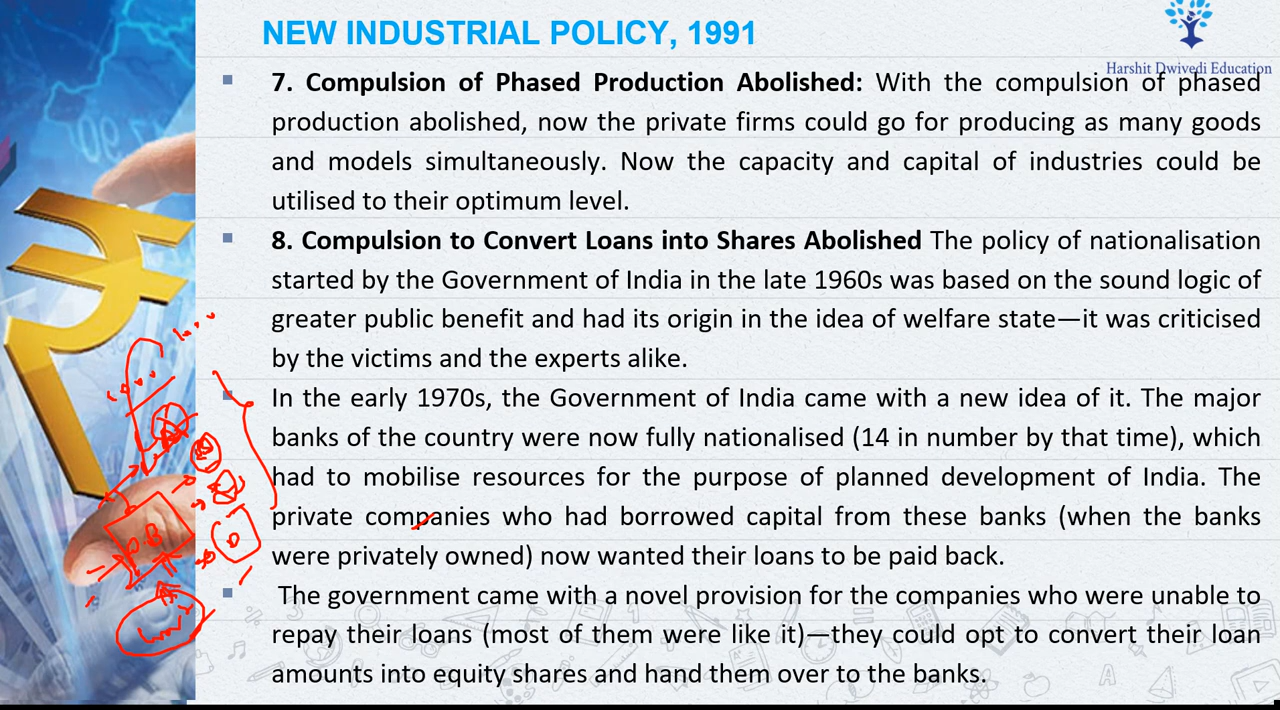 NEW INDUSTRIAL POLICY, 1991
Harshit Dwivedi Education
7. Compulsion of Phased Production Abolished: With the compulsion of phased
production abolished, now the private firms could go for producing as many goods
and models simultaneously. Now the capacity and capital of industries could be
utilised to their optimum level.
8. Compulsion to Convert Loans into Shares Abolished The policy of nationalisation
started by the Government of India in the late 1960s was based on the sound logic of
greater public benefit and had its origin in the idea of welfare state—it was criticised
by the victims and the experts alike.
In the early 1970s, the Government of India came with a new idea of it. The major
banks of the country were now fully nationalised (14 in number by that time), which
had to mobilise resources for the purpose of planned development of India. The
private companies who had borrowed capital from these banks (when the banks
were privately owned) now wanted their loans to be paid back.
The government came with a novel provision for the companies who were unable to
repay their loans (most of them were like it)—they could opt to convert their loan
amounts into equity shares and hand them over to the banks.